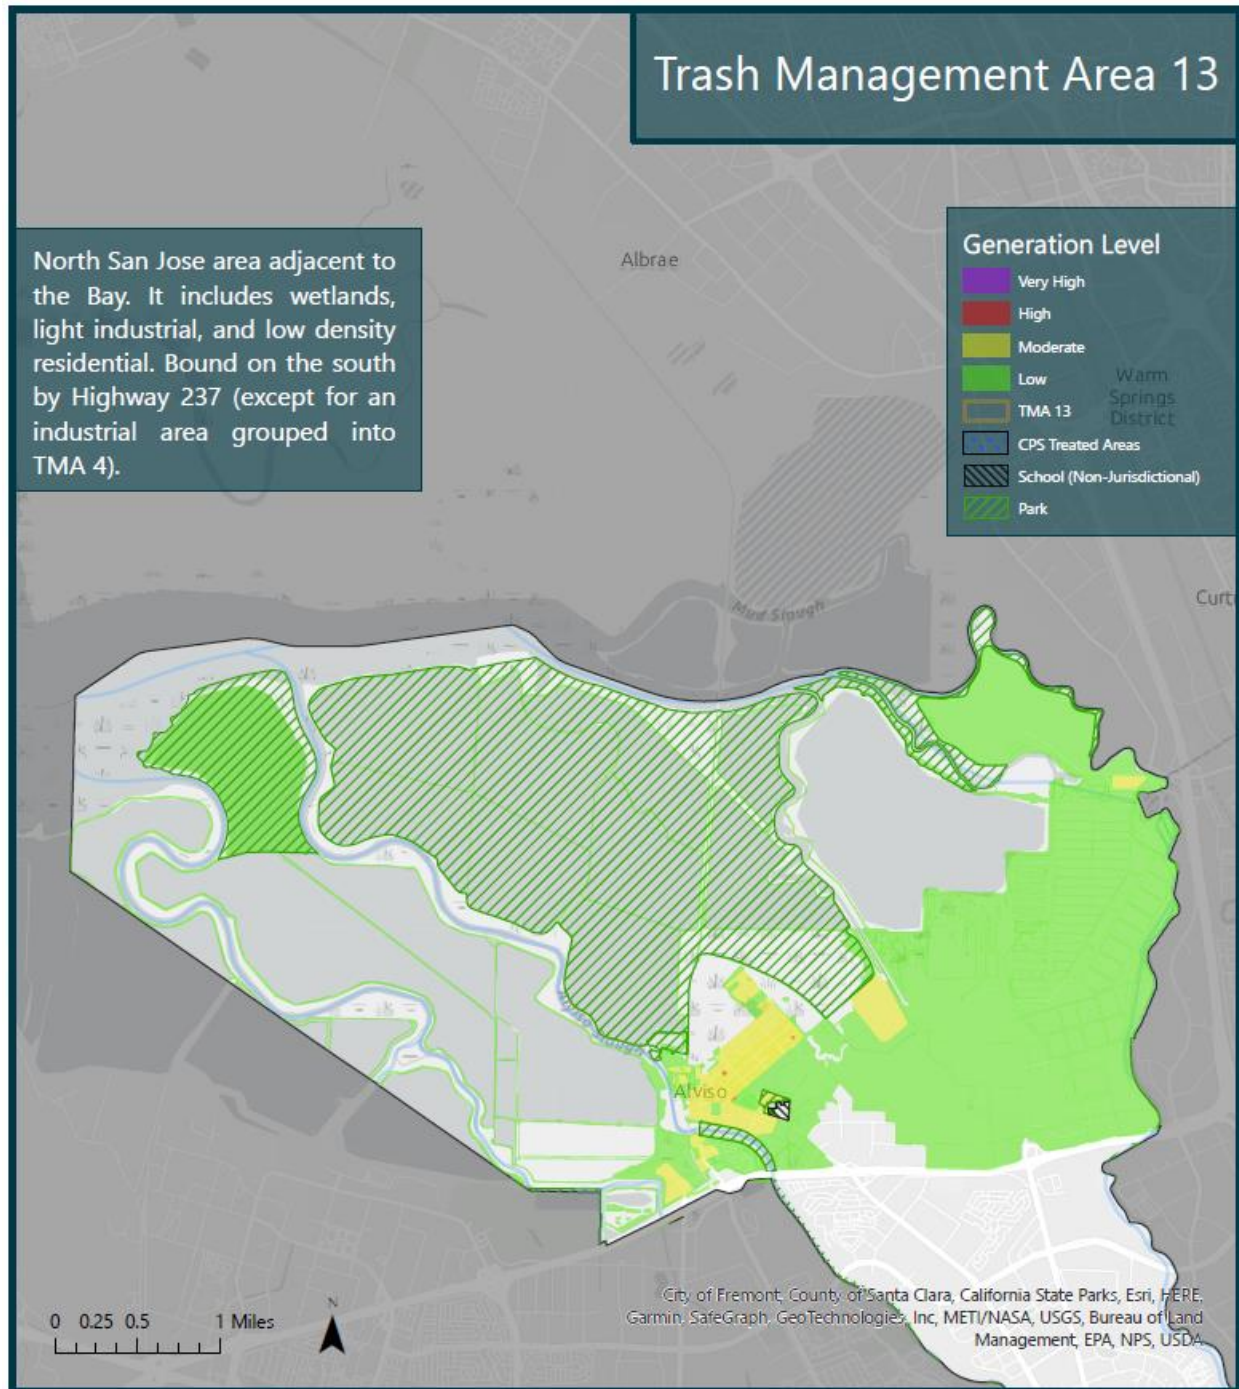 Trash Management Area 13
North San Jose area adjacent to
the Bay. It includes wetlands,
light industrial, and low density
residential. Bound on the south
by Highway 237 (except for an
industrial area grouped into
TMA 4).
Generation Level
Very High
High
Moderate
Low
TMA 13
CPS Treated Areas
School (Non-Jurisdictional)
Park
Albrae
Warm
Springs
District
Mud Slough
Alviso Slough
Alviso
City of Fremont, County of Santa Clara, California State Parks, Esri, HERE,
Garmin, SafeGraph, GeoTechnologies, Inc, METI/NASA, USGS, Bureau of Land
Management, EPA, NPS, USDA
0 0.25 0.5 1 Miles
N